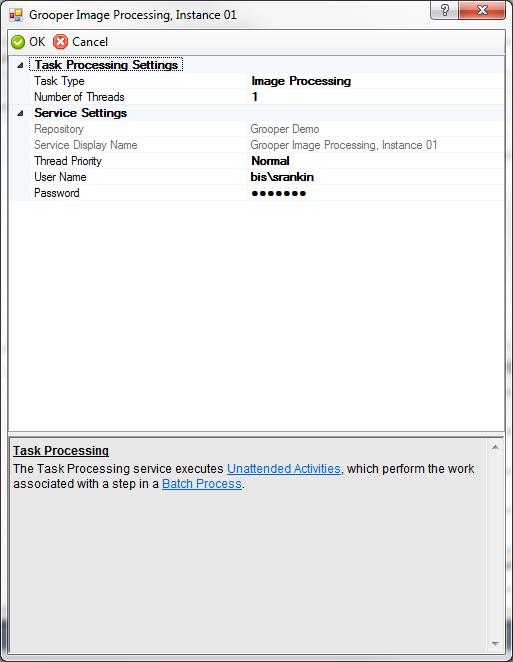 Grooper Image Processing, Instance 01
OK Cancel
Task Processing Settings
Task Type Image Processing
Number of Threads 1
Service Settings
Repository Grooper Demo
Service Display Name Grooper Image Processing, Instance 01
Thread Priority Normal
User Name bis\srankin
Password ●●●●●●●
Task Processing
The Task Processing service executes Unattended Activities, which perform the work
associated with a step in a Batch Process.